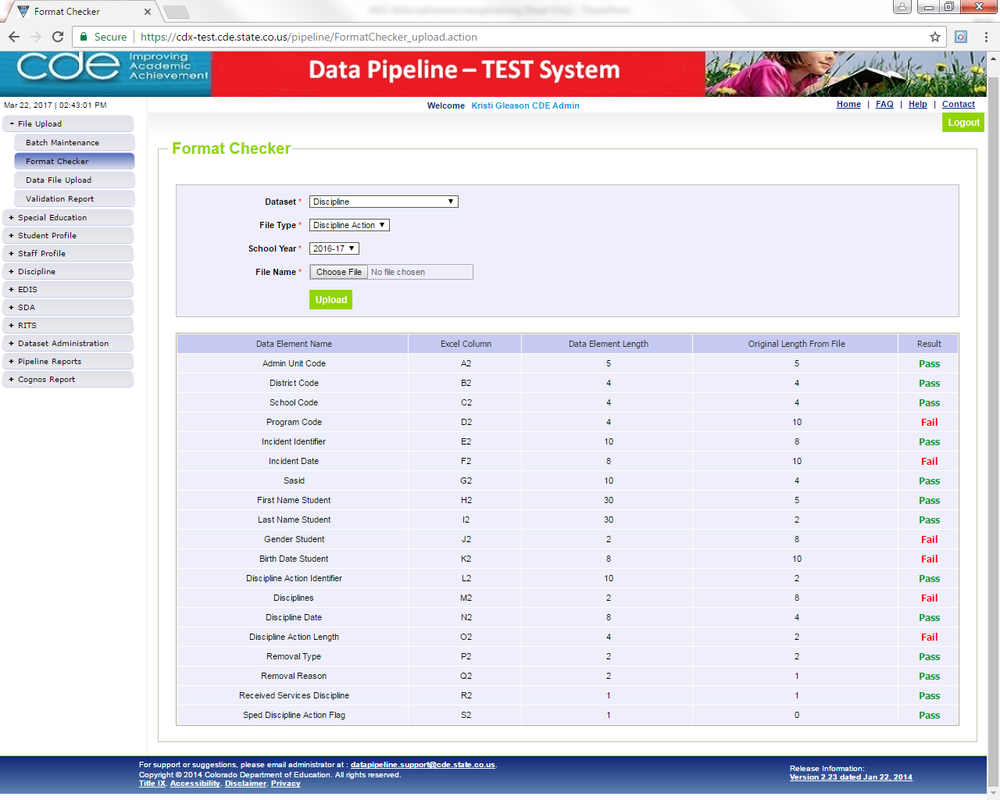 Format Checker
Secure https://cdx-test.cde.state.co.us/pipeline/FormatChecker_upload.action
cde Improving Academic Achievement
Data Pipeline – TEST System
Mar 22, 2017 | 02:43:01 PM
Welcome Kristi Gleason CDE Admin
Home | FAQ | Help | Contact
Logout
- File Upload
Batch Maintenance
Format Checker
Data File Upload
Validation Report
+ Special Education
+ Student Profile
+ Staff Profile
+ Discipline
+ EDIS
+ SDA
+ RITS
+ Dataset Administration
+ Pipeline Reports
+ Cognos Report
Format Checker
Dataset * Discipline
File Type * Discipline Action
School Year * 2016-17
File Name * Choose File No file chosen
Upload
Data Element Name Excel Column Data Element Length Original Length From File Result
Admin Unit Code A2 5 5 Pass
District Code B2 4 4 Pass
School Code C2 4 4 Pass
Program Code D2 4 10 Fail
Incident Identifier E2 10 8 Pass
Incident Date F2 8 10 Fail
Sasid G2 10 4 Pass
First Name Student H2 30 5 Pass
Last Name Student I2 30 2 Pass
Gender Student J2 2 8 Fail
Birth Date Student K2 8 10 Fail
Discipline Action Identifier L2 10 2 Pass
Disciplines M2 2 8 Fail
Discipline Date N2 8 4 Pass
Discipline Action Length O2 4 2 Fail
Removal Type P2 2 2 Pass
Removal Reason Q2 2 1 Pass
Received Services Discipline R2 1 1 Pass
Sped Discipline Action Flag S2 1 0 Pass
For support or suggestions, please email administrator at : datapipeline.support@cde.state.co.us.
Copyright © 2014 Colorado Department of Education. All rights reserved.
Title IX. Accessibility. Disclaimer. Privacy
Release Information:
Version 2.23 dated Jan 22, 2014